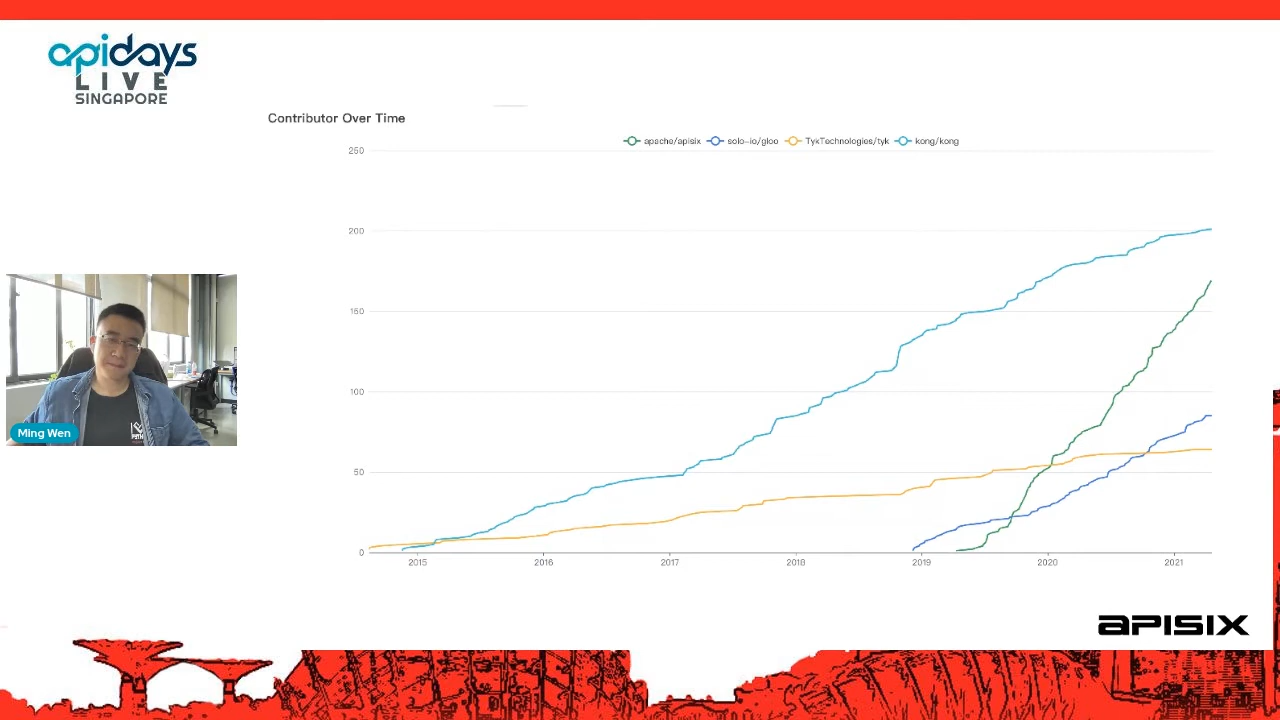 apidays
LIVE
SINGAPORE
Contributor Over Time
apache/apisix solo-io/gloo TykTechnologies/tyk kong/kong
250
200
150
100
50
0
2015 2016 2017 2018 2019 2020 2021
Ming Wen
APISIX